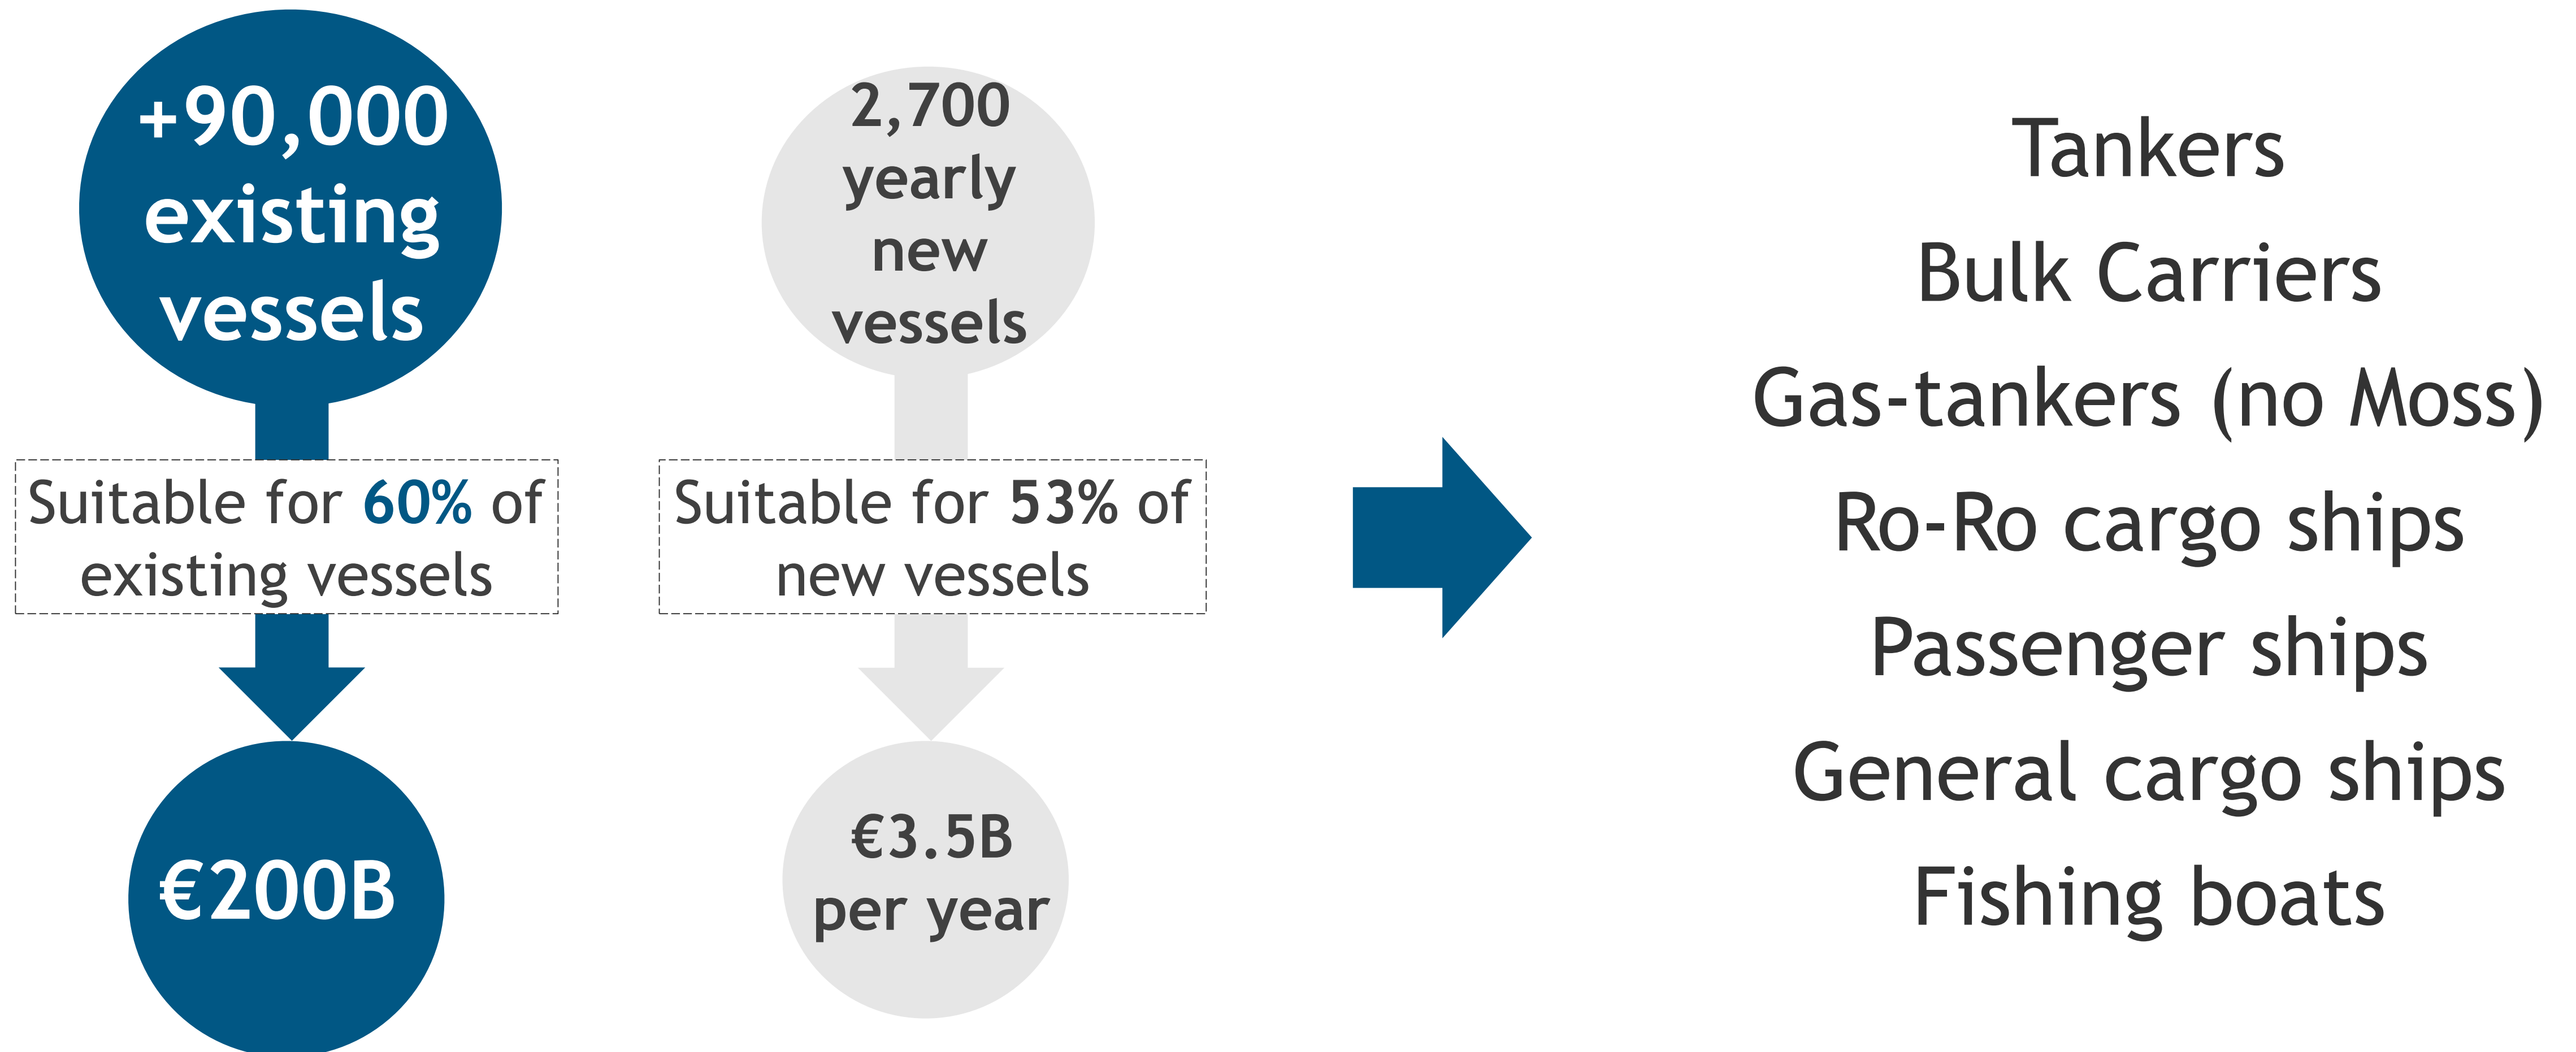 +90,000
existing
vessels
Suitable for 60% of
existing vessels
€200B
2,700
yearly
new
vessels
Suitable for 53% of
new vessels
€3.5B
per year
Tankers
Bulk Carriers
Gas-tankers (no Moss)
Ro-Ro cargo ships
Passenger ships
General cargo ships
Fishing boats